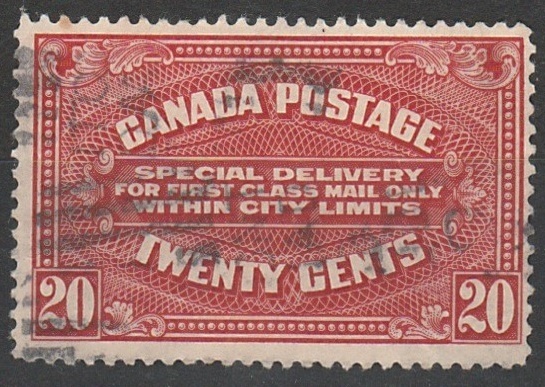 CANADA POSTAGE
SPECIAL DELIVERY
FOR FIRST CLASS MAIL ONLY
WITHIN CITY LIMITS
TWENTY CENTS
20 20